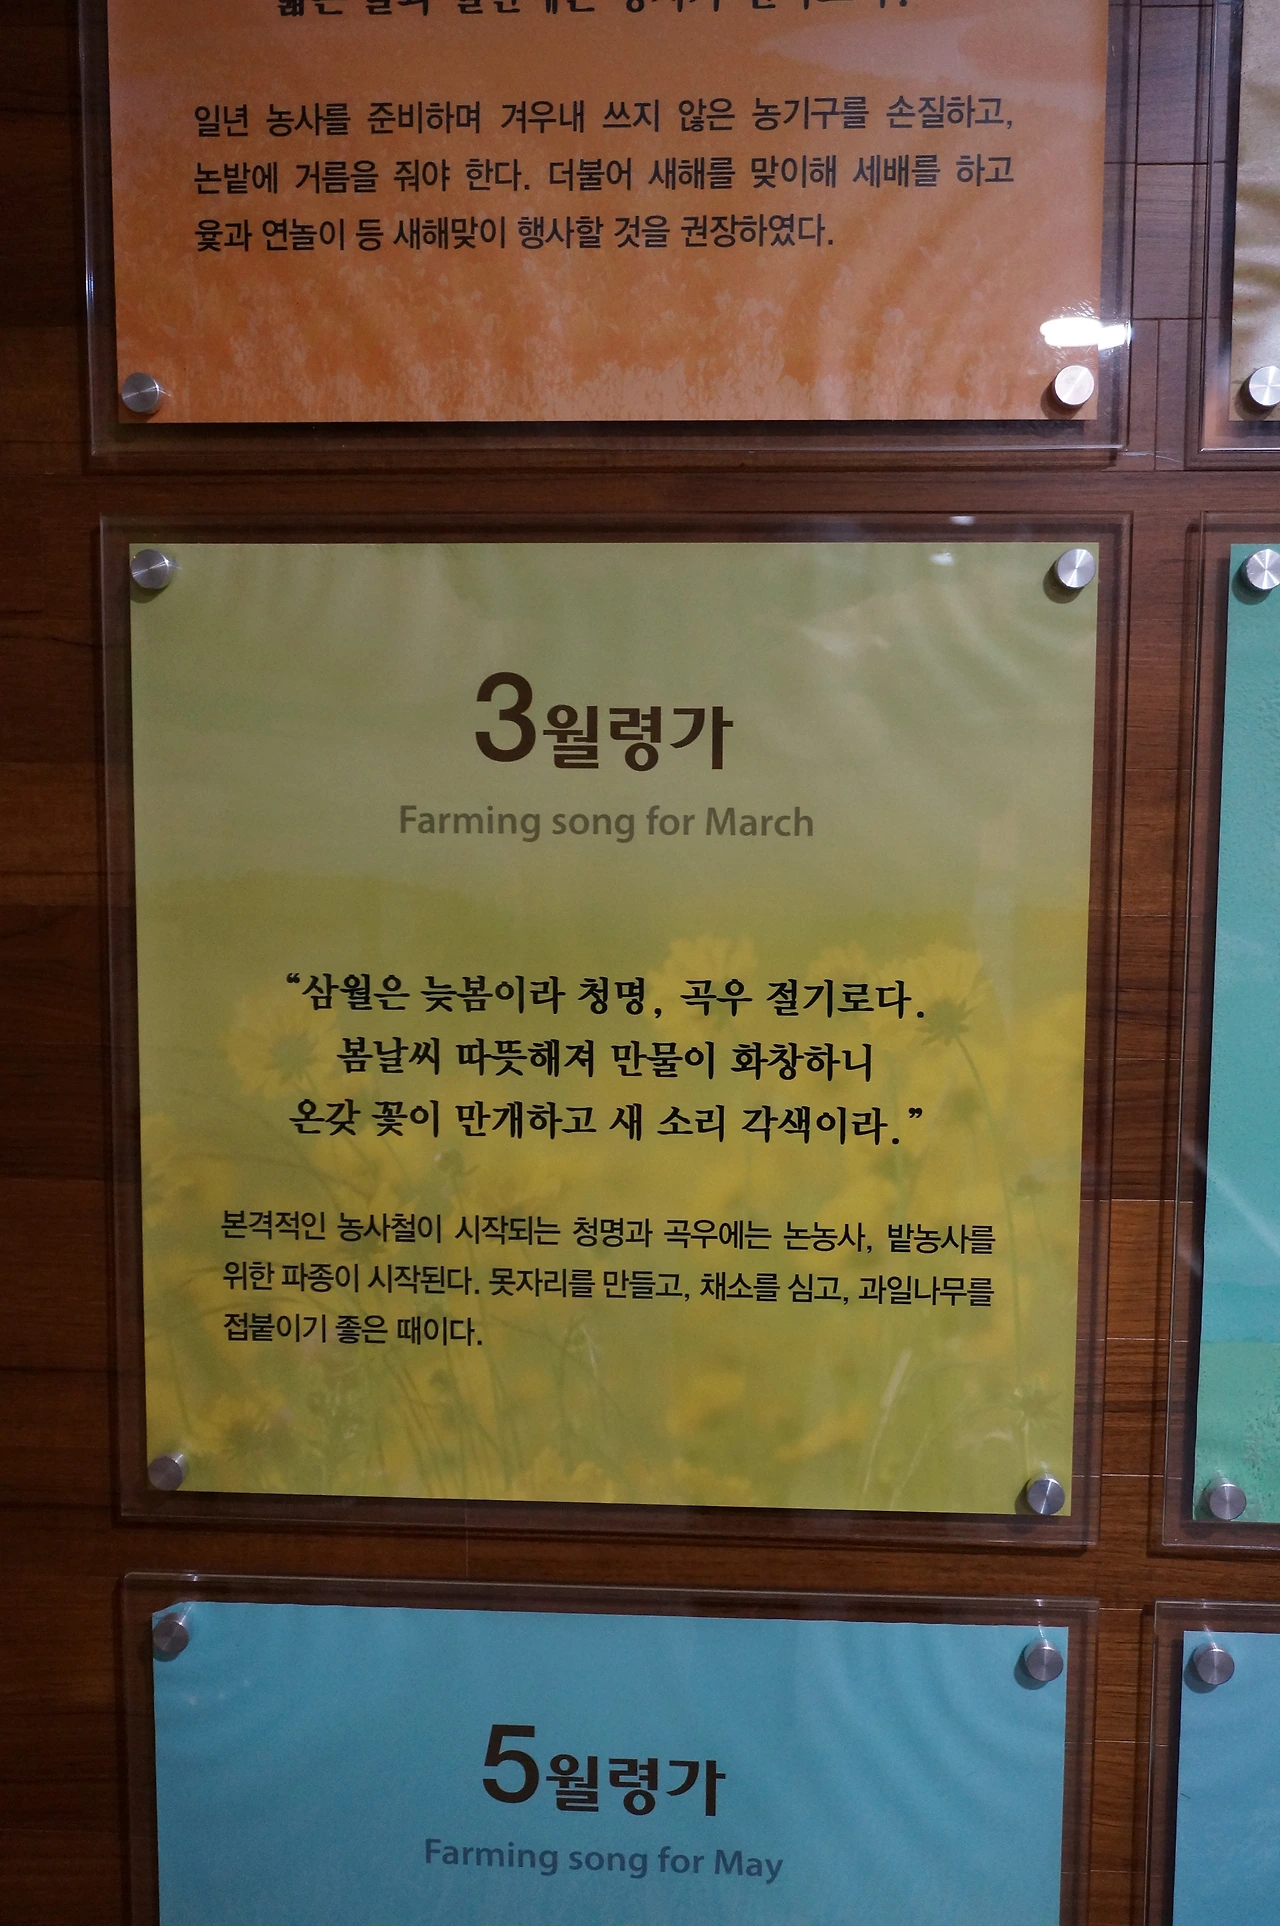 일년 농사를 준비하며 겨우내 쓰지 않은 농기구를 손질하고,
논밭에 거름을 줘야 한다. 더불어 새해를 맞이해 세배를 하고
윷과 연놀이 등 새해맞이 행사할 것을 권장하였다.
3월령가
Farming song for March
“삼월은 늦봄이라 청명, 곡우 절기로다.
봄날씨 따뜻해져 만물이 화창하니
온갖 꽃이 만개하고 새 소리 각색이라.”
본격적인 농사철이 시작되는 청명과 곡우에는 논농사, 밭농사를
위한 파종이 시작된다. 못자리를 만들고, 채소를 심고, 과일나무를
접붙이기 좋은 때이다.
5월령가
Farming song for May